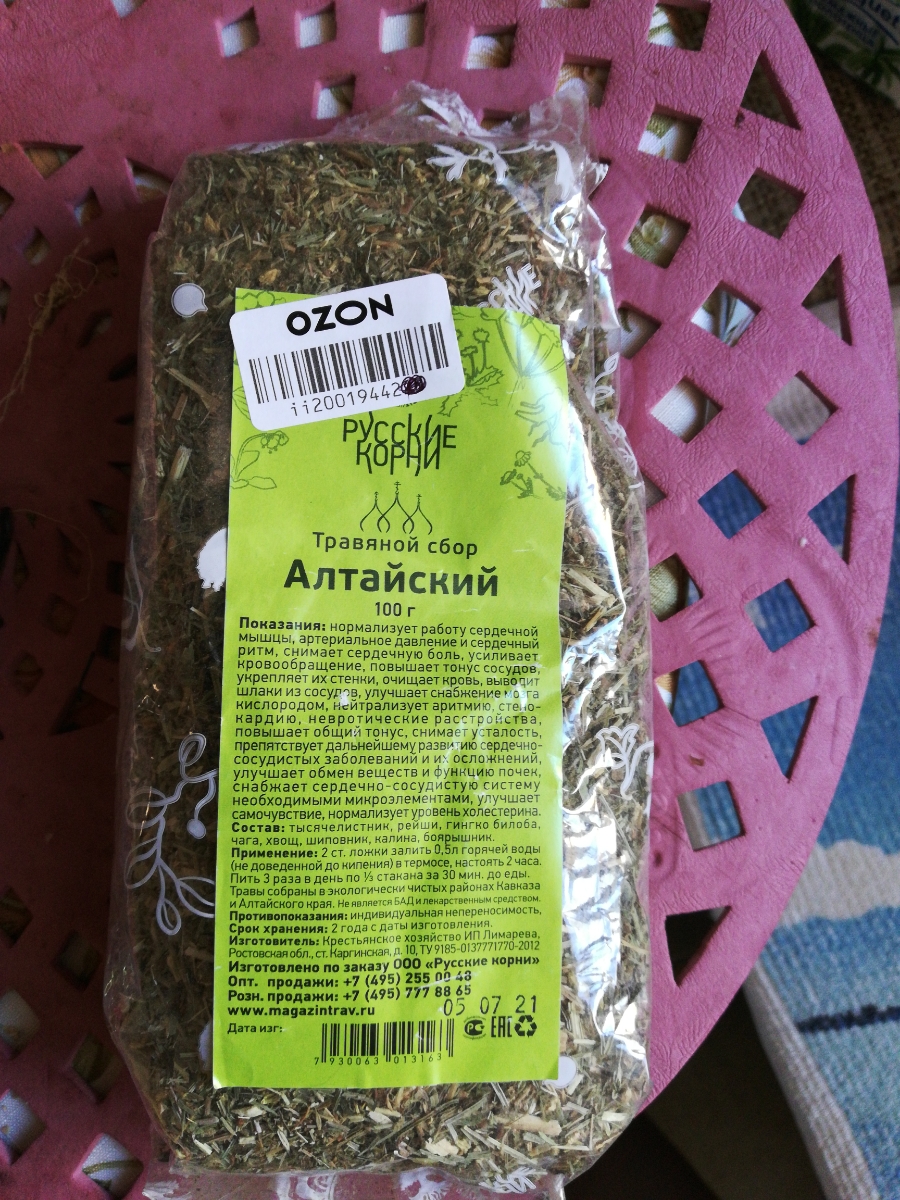 OZON
ii20019442
РУССКИЕ
КОРНИ
Травяной сбор
Алтайский
100 г
Показания: нормализует работу сердечной
мышцы, артериальное давление и сердечный
ритм, снимает сердечную боль, усиливает
кровообращение, повышает тонус сосудов,
укрепляет их стенки, очищает кровь, выводит
шлаки из сосудов, улучшает снабжение мозга
кислородом, нейтрализует аритмию, стено-
кардию, невротические расстройства,
повышает общий тонус, снимает усталость,
препятствует дальнейшему развитию сердечно-
сосудистых заболеваний и их осложнений,
улучшает обмен веществ и функцию почек,
снабжает сердечно-сосудистую систему
необходимыми микроэлементами, улучшает
самочувствие, нормализует уровень холестерина.
Состав: тысячелистник, рейши, гингко билоба,
чага, хвощ, шиповник, калина, боярышник.
Применение: 2 ст. ложки залить 0,5л горячей воды
(не доведенной до кипения) в термосе, настоять 2 часа.
Пить 3 раза в день по ⅓ стакана за 30 мин. до еды.
Травы собраны в экологически чистых районах Кавказа
и Алтайского края. Не является БАД и лекарственным средством.
Противопоказания: индивидуальная непереносимость,
Срок хранения: 2 года с даты изготовления.
Изготовитель: Крестьянское хозяйство ИП Лимарева,
Ростовская обл., ст. Каргинская, д. 10, ТУ 9185-0137771770-2012
Изготовлено по заказу ООО «Русские корни»
Опт. продажи: +7 (495) 255 00 48
Розн. продажи: +7 (495) 777 88 65
www.magazintrav.ru
05 07 21
Дата изг:
РС ЕАС
7 930063 013163